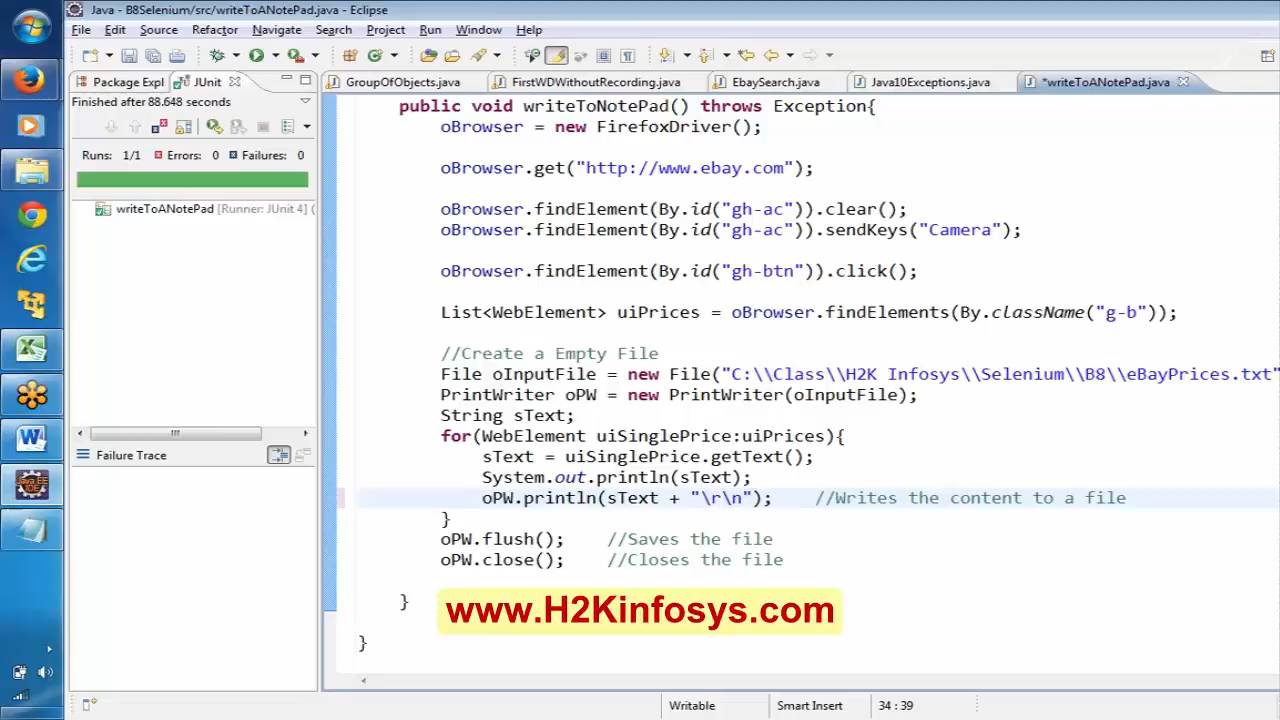 Java - B8Selenium/src/writeToANotePad.java - Eclipse
File Edit Source Refactor Navigate Search Project Run Window Help
Package Expl JUnit GroupOfObjects.java FirstWDWithoutRecording.java EbaySearch.java Java10Exceptions.java *writeToANotePad.java
Finished after 88.648 seconds
Runs: 1/1 Errors: 0 Failures: 0
writeToANotePad [Runner: JUnit 4] (
Failure Trace
public void writeToNotePad() throws Exception{
oBrowser = new FirefoxDriver();
oBrowser.get("http://www.ebay.com");
oBrowser.findElement(By.id("gh-ac")).clear();
oBrowser.findElement(By.id("gh-ac")).sendKeys("Camera");
oBrowser.findElement(By.id("gh-btn")).click();
List<WebElement> uiPrices = oBrowser.findElements(By.className("g-b"));
//Create a Empty File
File oInputFile = new File("C:\\Class\\H2K Infosys\\Selenium\\B8\\eBayPrices.txt"
PrintWriter oPW = new PrintWriter(oInputFile);
String sText;
for(WebElement uiSinglePrice:uiPrices){
sText = uiSinglePrice.getText();
System.out.println(sText);
oPW.println(sText + "\r\n"); //Writes the content to a file
}
oPW.flush(); //Saves the file
oPW.close(); //Closes the file
}
www.H2Kinfosys.com
}
Writable Smart Insert 34 : 39